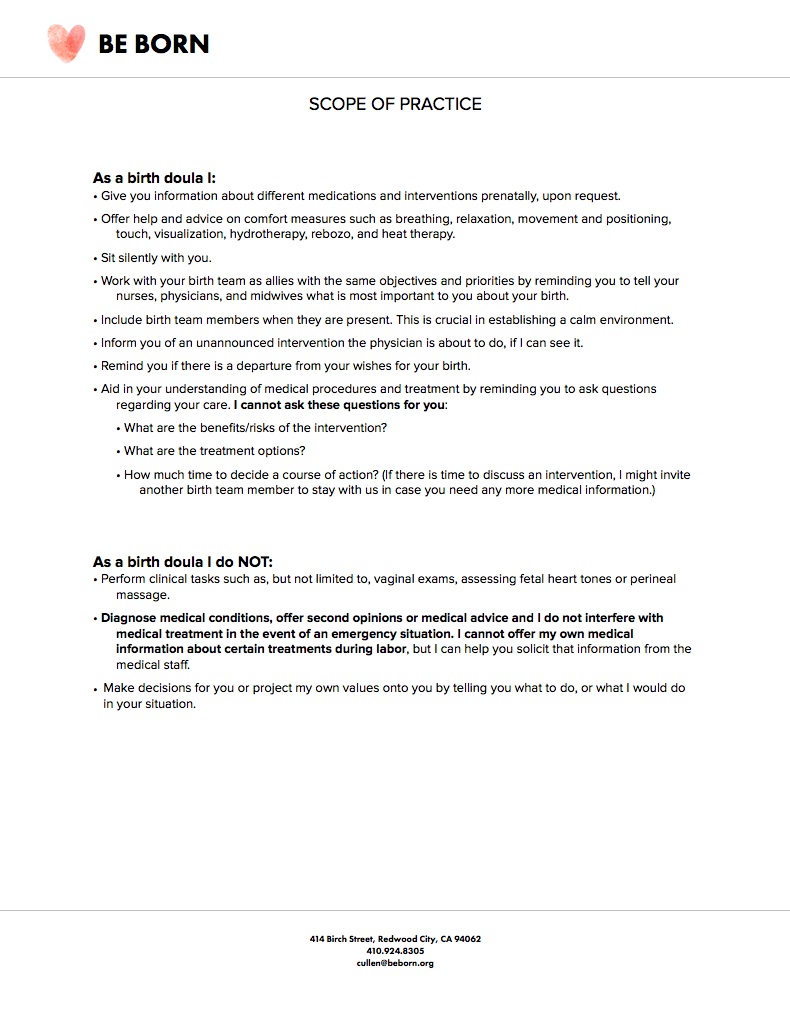 BE BORN
SCOPE OF PRACTICE
As a birth doula I:
• Give you information about different medications and interventions prenatally, upon request.
• Offer help and advice on comfort measures such as breathing, relaxation, movement and positioning,
touch, visualization, hydrotherapy, rebozo, and heat therapy.
• Sit silently with you.
• Work with your birth team as allies with the same objectives and priorities by reminding you to tell your
nurses, physicians, and midwives what is most important to you about your birth.
• Include birth team members when they are present. This is crucial in establishing a calm environment.
• Inform you of an unannounced intervention the physician is about to do, if I can see it.
• Remind you if there is a departure from your wishes for your birth.
• Aid in your understanding of medical procedures and treatment by reminding you to ask questions
regarding your care. I cannot ask these questions for you:
• What are the benefits/risks of the intervention?
• What are the treatment options?
• How much time to decide a course of action? (If there is time to discuss an intervention, I might invite
another birth team member to stay with us in case you need any more medical information.)
As a birth doula I do NOT:
• Perform clinical tasks such as, but not limited to, vaginal exams, assessing fetal heart tones or perineal
massage.
• Diagnose medical conditions, offer second opinions or medical advice and I do not interfere with
medical treatment in the event of an emergency situation. I cannot offer my own medical
information about certain treatments during labor, but I can help you solicit that information from the
medical staff.
• Make decisions for you or project my own values onto you by telling you what to do, or what I would do
in your situation.
414 Birch Street, Redwood City, CA 94062
410.924.8305
cullen@beborn.org